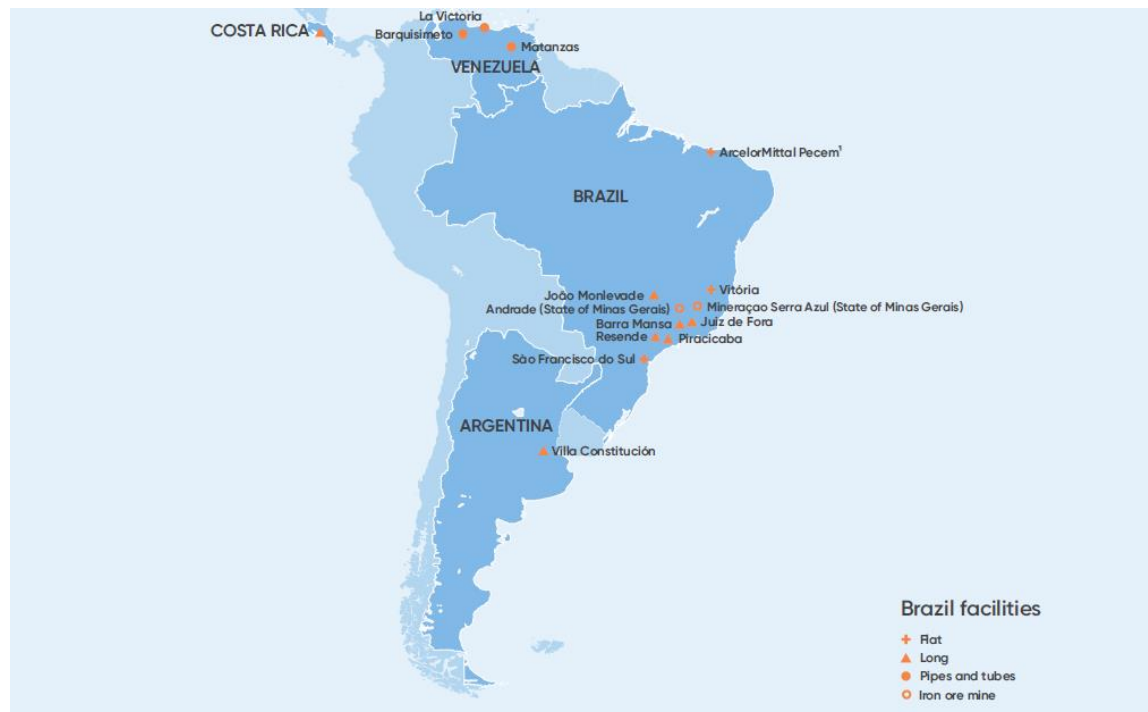 La Victoria
COSTA RICA
Barquisimeto
Matanzas
VENEZUELA
ArcelorMittal Pecem¹
BRAZIL
Vitória
João Monlevade
Mineraçao Serra Azul (State of Minas Gerais)
Andrade (State of Minas Gerais)
Juiz de Fora
Barra Mansa
Resende
Piracicaba
São Francisco do Sul
ARGENTINA
Villa Constitución
Brazil facilities
Flat
Long
Pipes and tubes
Iron ore mine